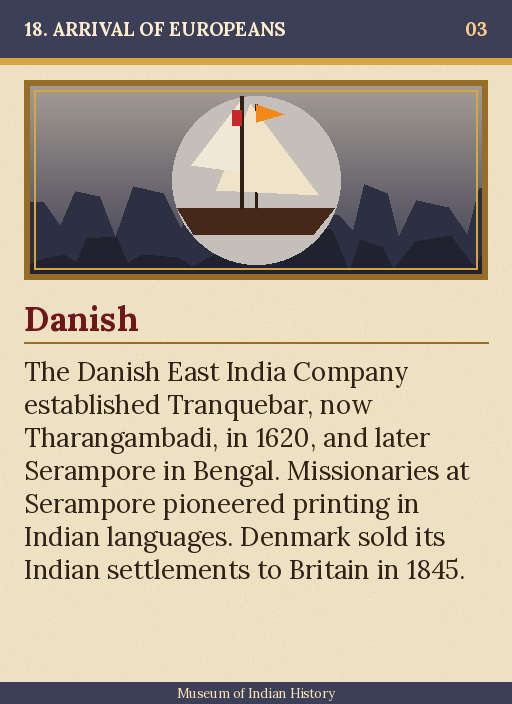 18. ARRIVAL OF EUROPEANS
03
Danish
The Danish East India Company
established Tranquebar, now
Tharangambadi, in 1620, and later
Serampore in Bengal. Missionaries at
Serampore pioneered printing in
Indian languages. Denmark sold its
Indian settlements to Britain in 1845.
Museum of Indian History